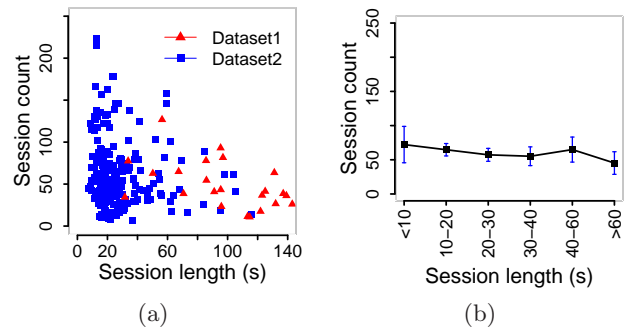 Dataset1
Dataset2
Session count
0
50
100
200
0 20 60 100 140
Session length (s)
(a)
Session count
0
50
150
250
<10
10−20
20−30
30−40
40−60
>60
Session length (s)
(b)